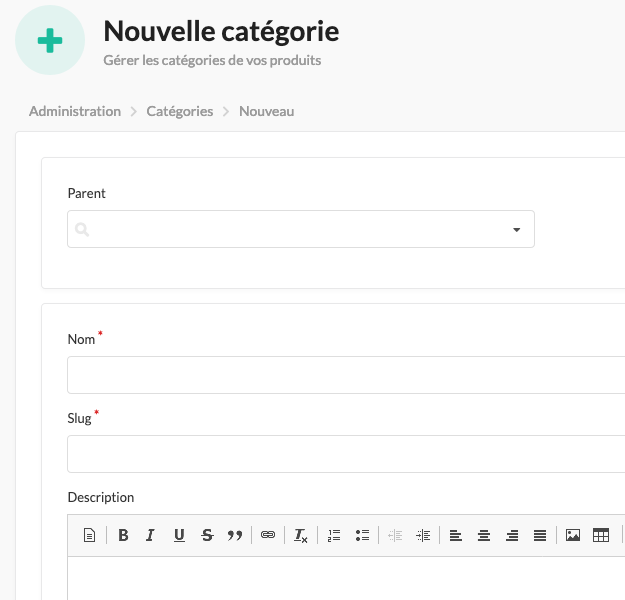 Nouvelle catégorie
Gérer les catégories de vos produits
Administration > Catégories > Nouveau
Parent
Nom *
Slug *
Description